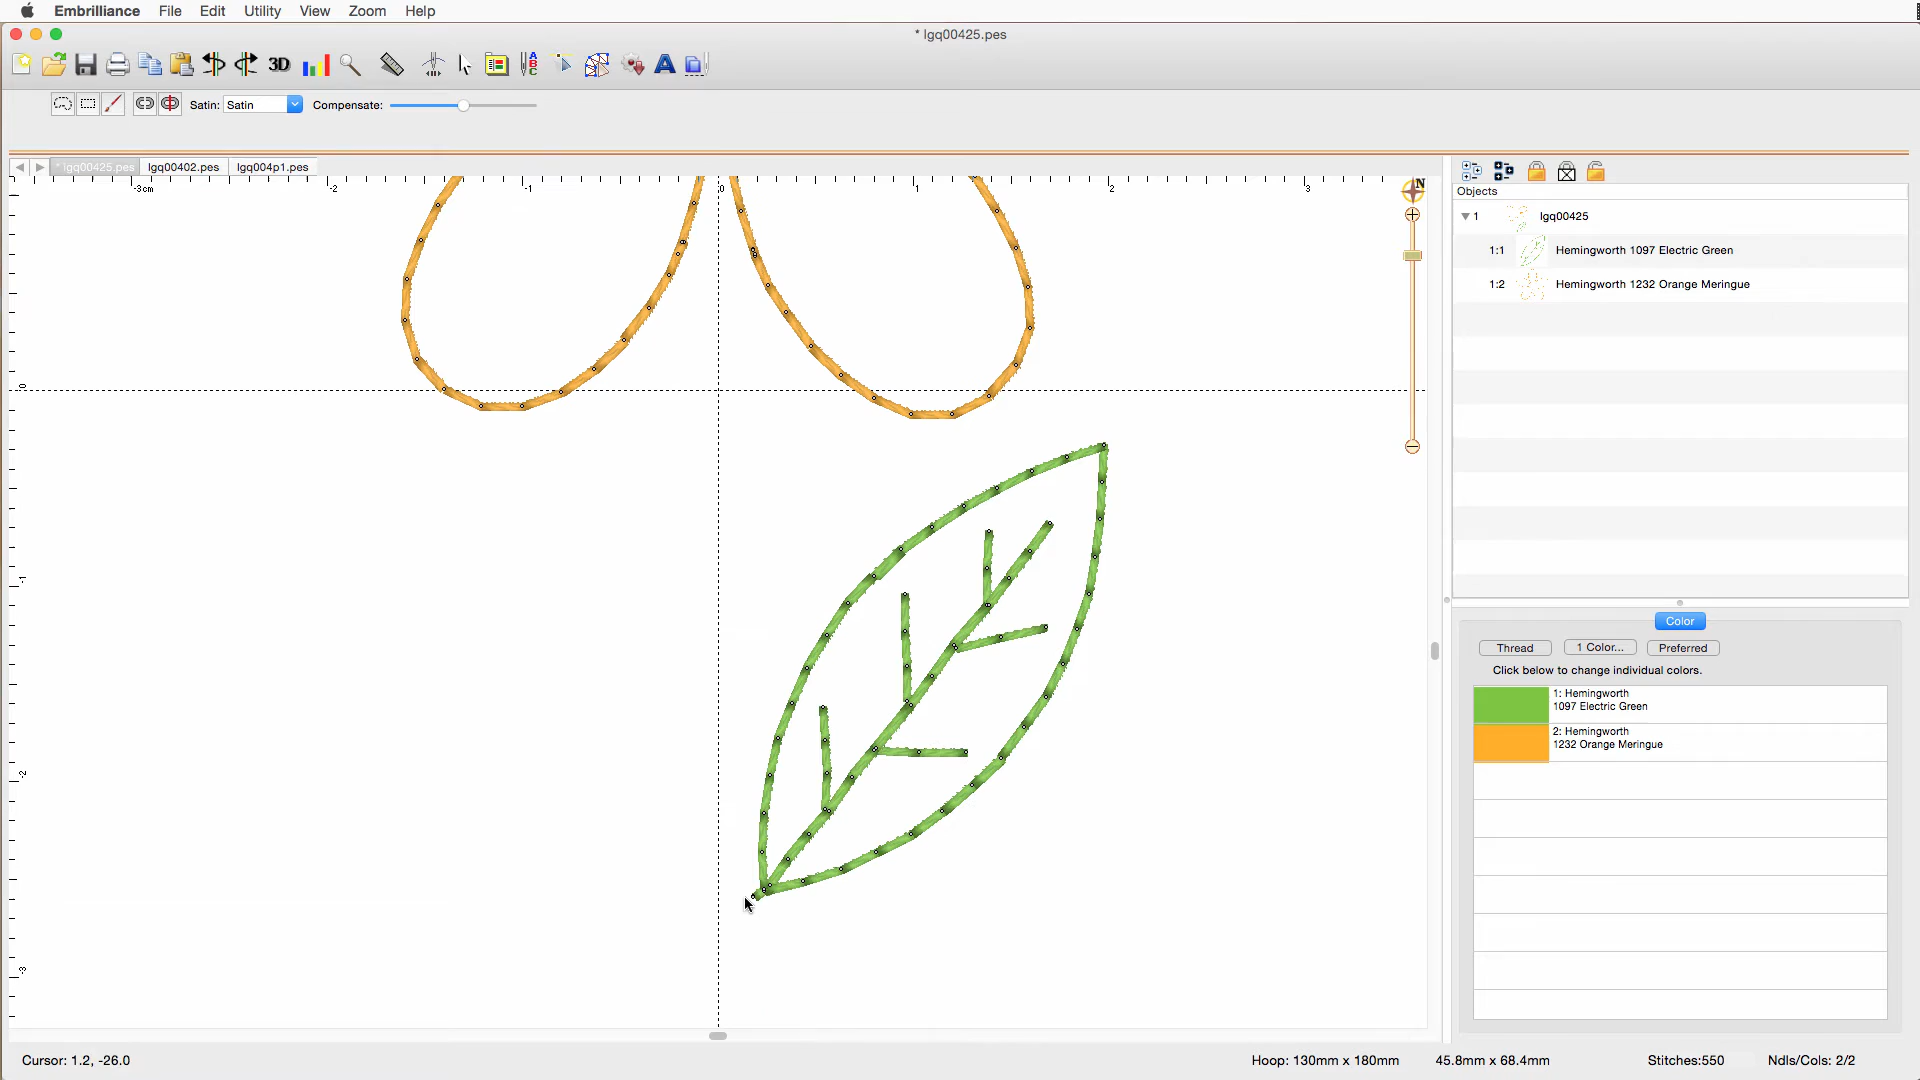 Embrilliance File Edit Utility View Zoom Help
* lgq00425.pes
3D
A
B
C
A
Satin: Satin Compensate:
* lgq00425.pes lgq00402.pes lgq004p1.pes
-3cm -2 -1 0 1 2 3
N
0
-1
-2
-3
Objects
1 lgq00425
1:1 Hemingworth 1097 Electric Green
1:2 Hemingworth 1232 Orange Meringue
Color
Thread 1 Color... Preferred
Click below to change individual colors.
1: Hemingworth
1097 Electric Green
2: Hemingworth
1232 Orange Meringue
Cursor: 1.2, -26.0 Hoop: 130mm x 180mm 45.8mm x 68.4mm Stitches:550 Ndls/Cols: 2/2